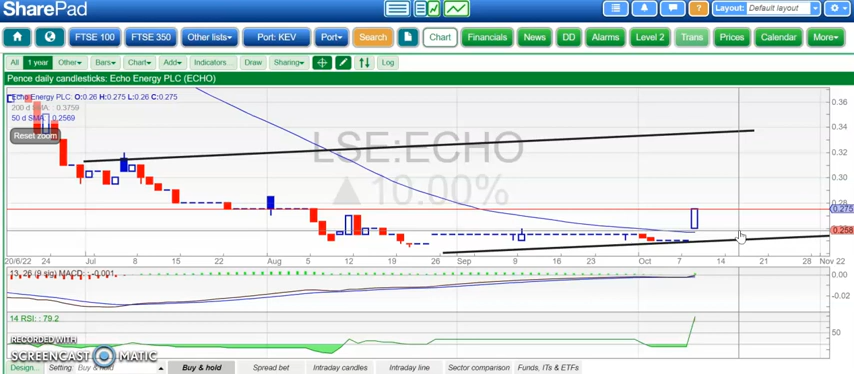 SharePad
Layout: Default layout
FTSE 100 FTSE 350 Other lists Port: KEV Port Search Chart Financials News DD Alarms Level 2 Trans Prices Calendar More
All 1 year Other Bars Chart Add Indicators... Draw Sharing Log
Pence daily candlesticks: Echo Energy PLC (ECHO)
Echo Energy PLC: O:0.26 H:0.275 L:0.26 C:0.275
200 d SMA: 0.3759
50 d SMA: 0.2569
Reset zoom
LSE:ECHO
▲10.00%
0.36
0.34
0.32
0.30
0.28
0.275
0.258
20/6/22 24 Jul 8 15 22 Aug 5 12 19 26 Sep 9 16 23 Oct 7 14 21 28 Nov 22
13, 26 (9 sig) MACD: -0.001
-0.00
-0.02
14 RSI: : 79.2
50
RECORDED WITH
SCREENCAST MATIC
Design... Setting: Buy & hold Buy & hold Spread bet Intraday candles Intraday line Sector comparison Funds, ITs & ETFs